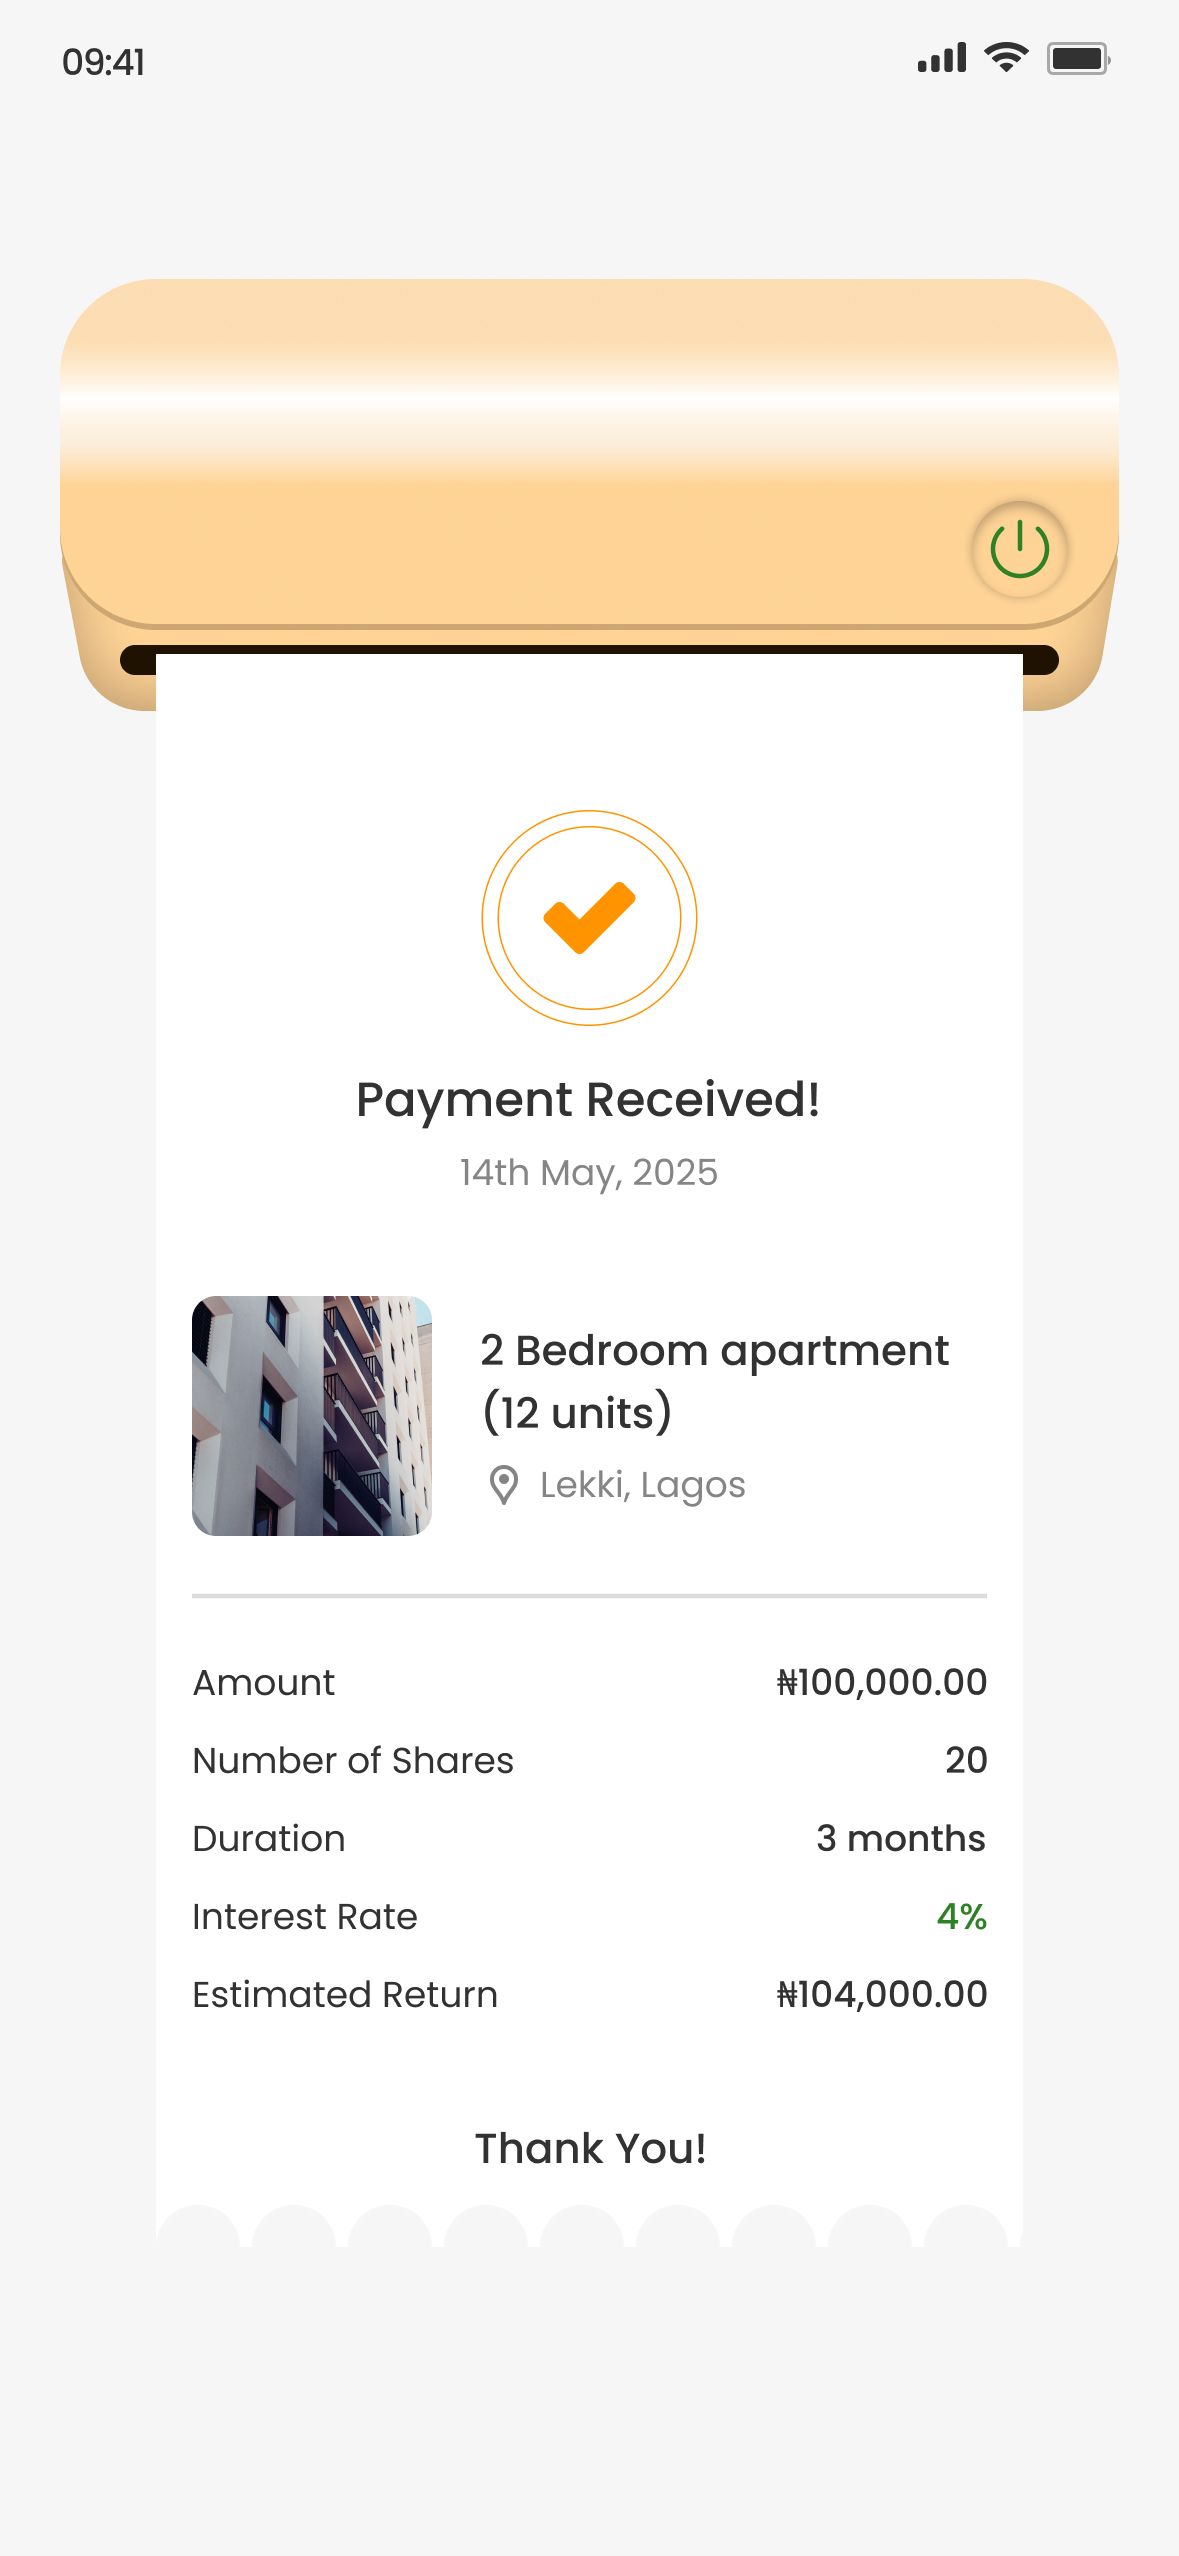 09:41
Payment Received!
14th May, 2025
2 Bedroom apartment
(12 units)
Lekki, Lagos
Amount ₦100,000.00
Number of Shares 20
Duration 3 months
Interest Rate 4%
Estimated Return ₦104,000.00
Thank You!